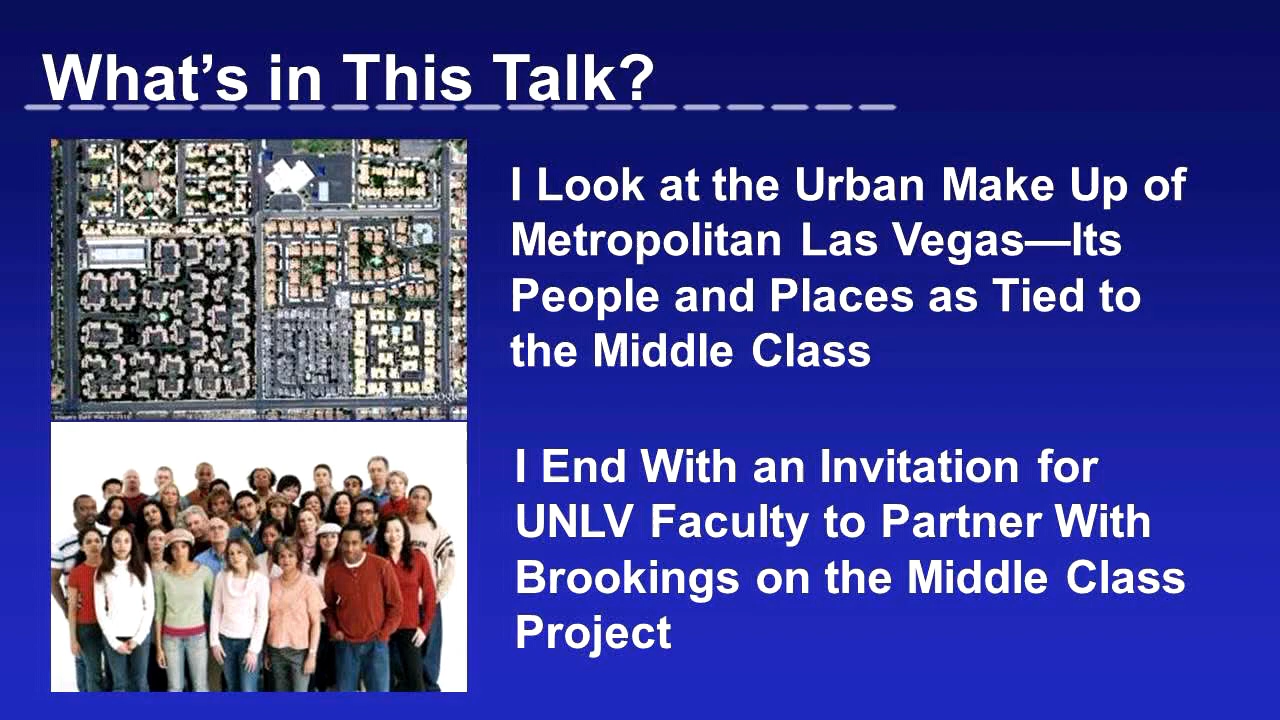 What’s in This Talk?
I Look at the Urban Make Up of
Metropolitan Las Vegas—Its
People and Places as Tied to
the Middle Class
Google
I End With an Invitation for
UNLV Faculty to Partner With
Brookings on the Middle Class
Project